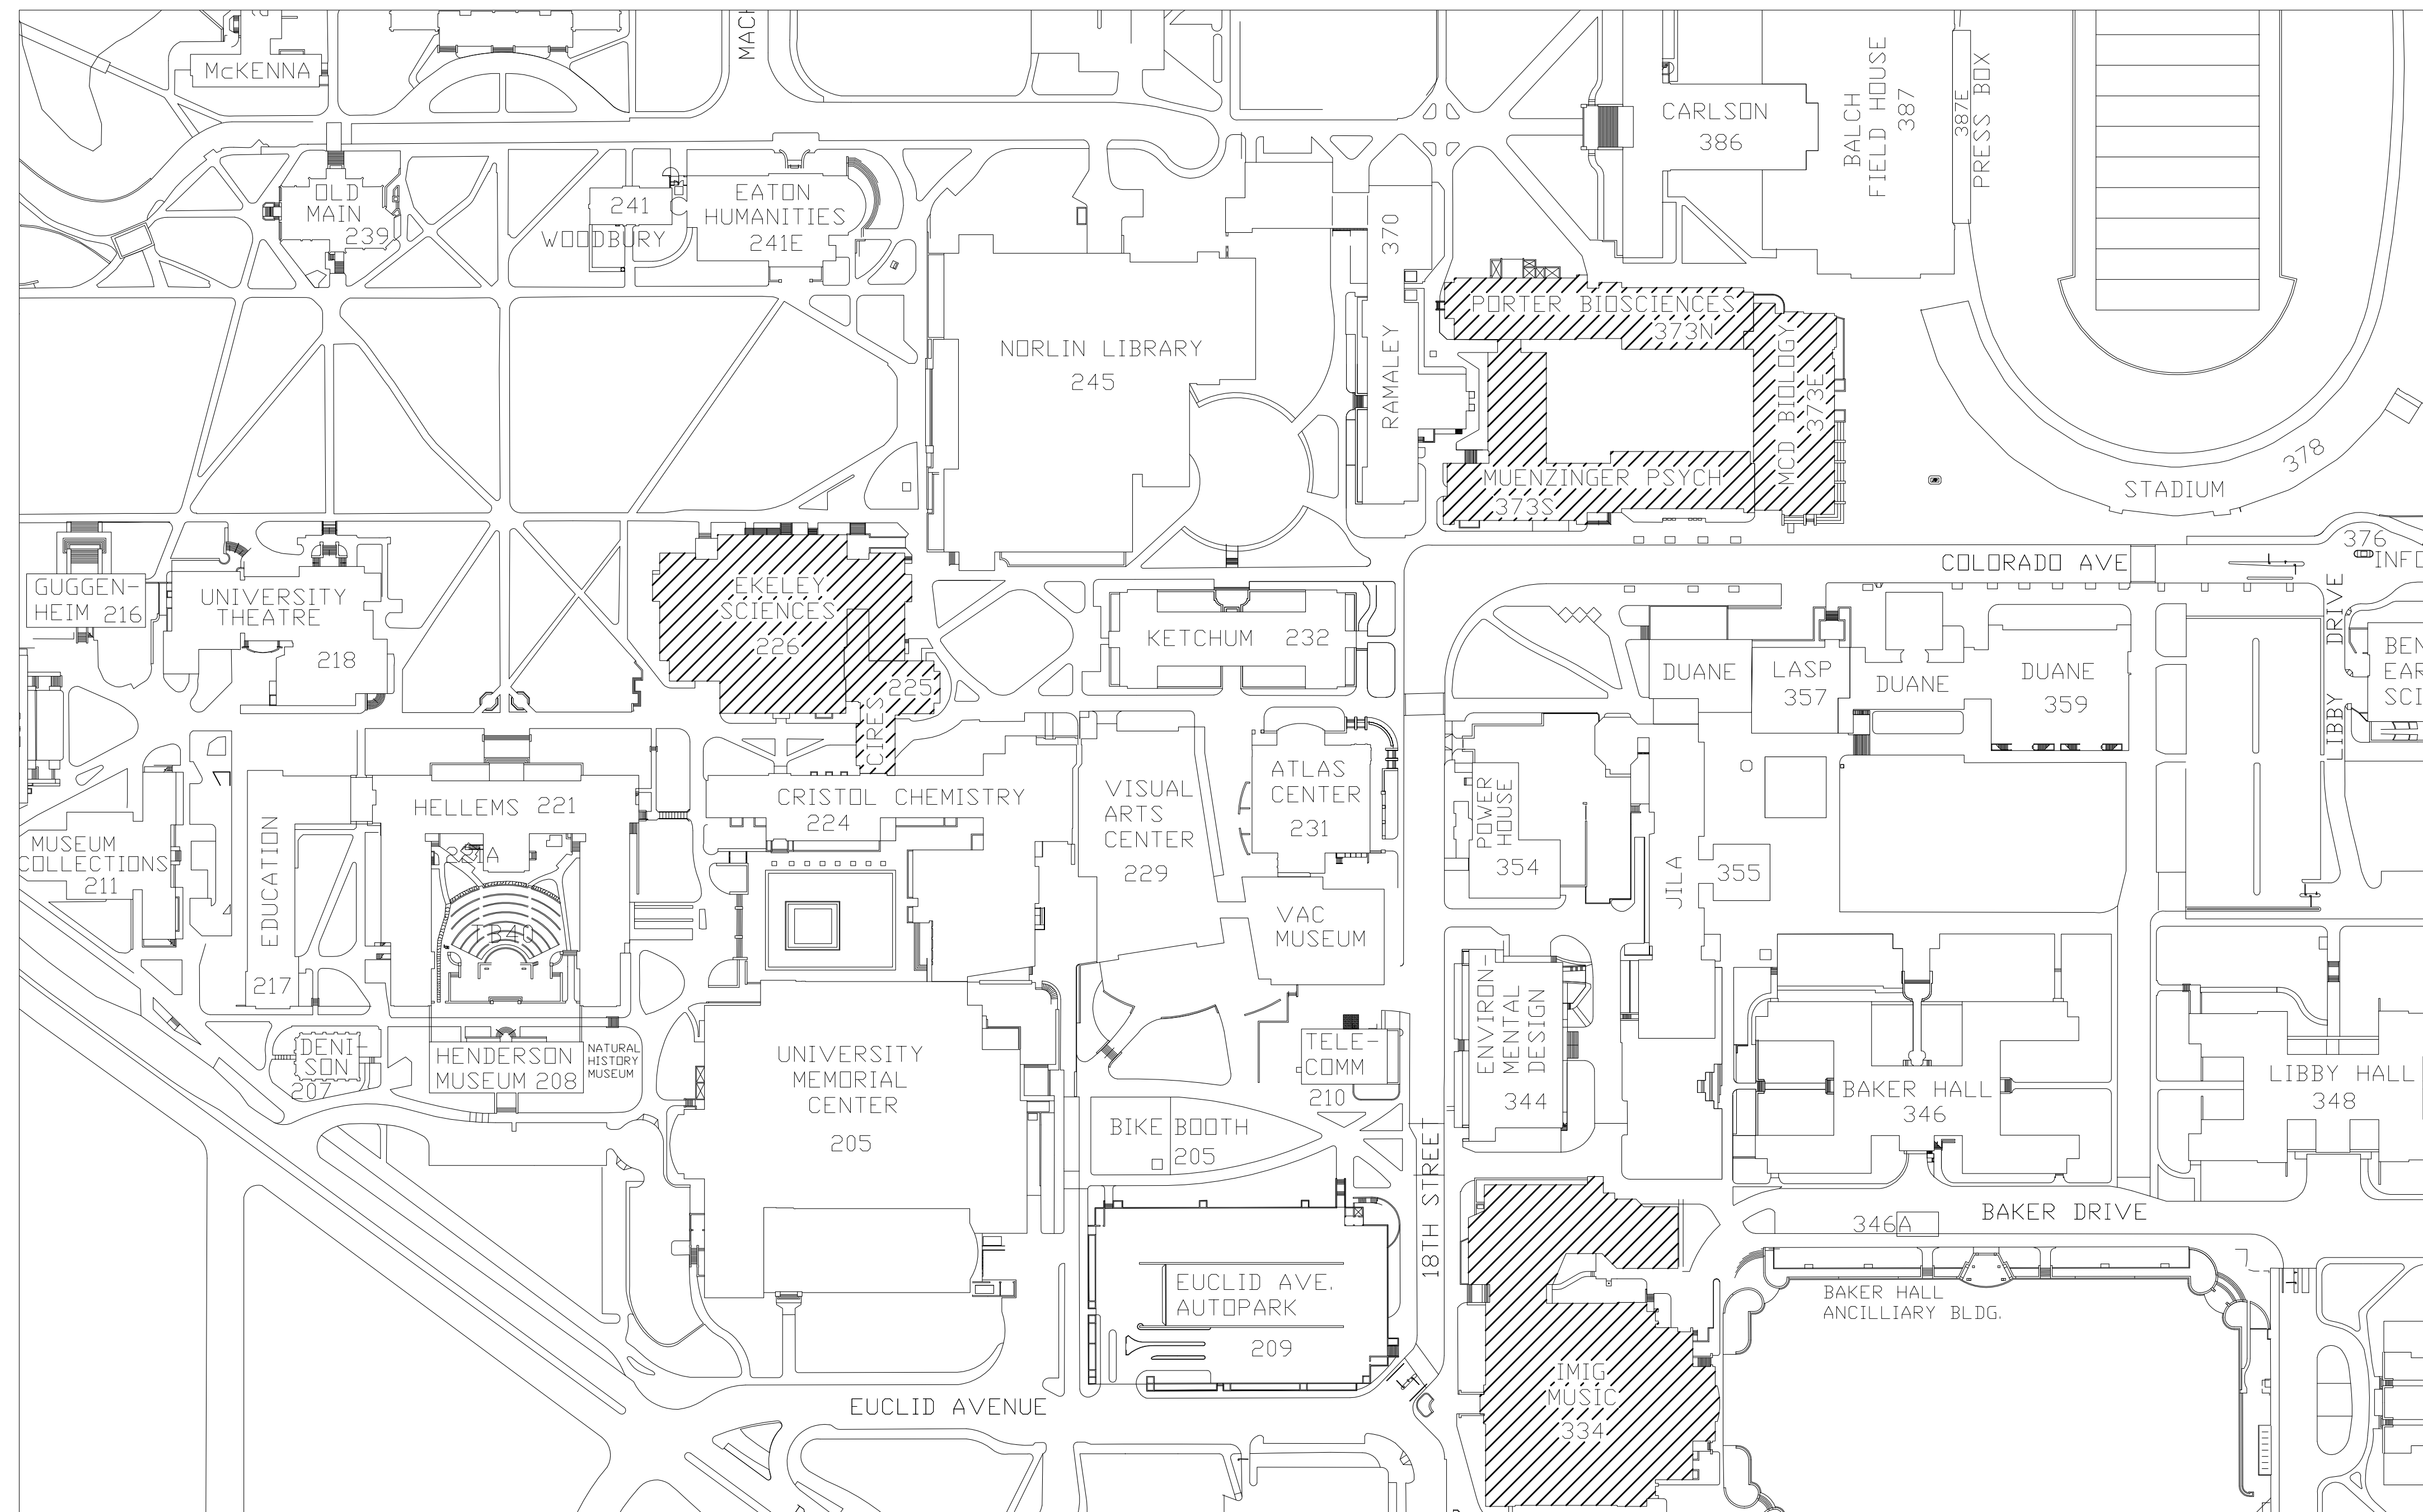 McKENNA
MACK
CARLSON
386
BALCH
FIELD HOUSE
387
387E
PRESS BOX
OLD
MAIN
239
241
WOODBURY
EATON
HUMANITIES
241E
370
RAMALEY
NORLIN LIBRARY
245
PORTER BIOSCIENCES
373N
MCD BIOLOGY
373E
MUENZINGER PSYCH
373S
378
STADIUM
376
INFO
COLORADO AVE
LIBBY DRIVE
GUGGEN-
HEIM 216
UNIVERSITY
THEATRE
218
EKELEY
SCIENCES
226
225
CIRES
KETCHUM 232
DUANE
LASP
357
DUANE
DUANE
359
BEN
EAR
SCI
HELLEMS 221
221A
TB40
CRISTOL CHEMISTRY
224
VISUAL
ARTS
CENTER
229
ATLAS
CENTER
231
POWER
HOUSE
354
JILA
355
MUSEUM
COLLECTIONS
211
EDUCATION
217
VAC
MUSEUM
ENVIRON-
MENTAL
DESIGN
344
DENI-
SON
207
HENDERSON
MUSEUM 208
NATURAL
HISTORY
MUSEUM
UNIVERSITY
MEMORIAL
CENTER
205
TELE-
COMM
210
BIKE BOOTH
205
18TH STREET
BAKER HALL
346
LIBBY HALL
348
BAKER DRIVE
346A
EUCLID AVE.
AUTOPARK
209
BAKER HALL
ANCILLIARY BLDG.
IMIG
MUSIC
334
EUCLID AVENUE